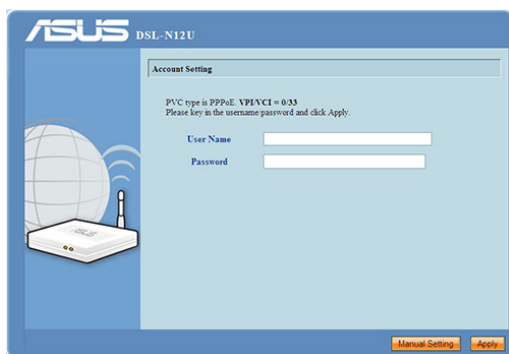 ASUS DSL-N12U
Account Setting
PVC type is PPPoE. VPI/VCI = 0/33
Please key in the username/password and click Apply.
User Name
Password
ASUS
Manual Setting Apply